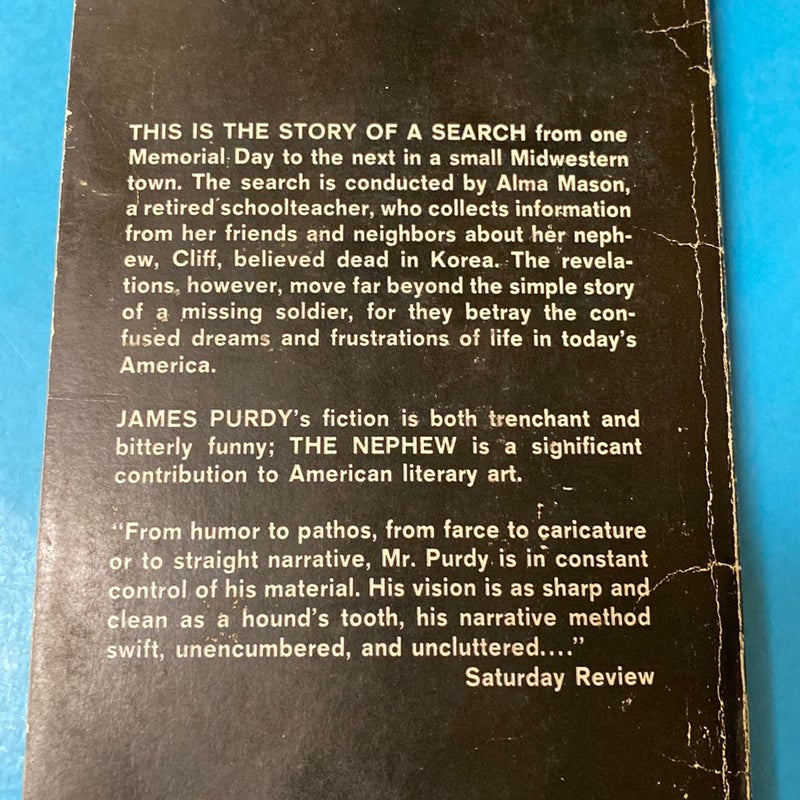 THIS IS THE STORY OF A SEARCH from one
Memorial Day to the next in a small Midwestern
town. The search is conducted by Alma Mason,
a retired schoolteacher, who collects information
from her friends and neighbors about her neph-
ew, Cliff, believed dead in Korea. The revela-
tions, however, move far beyond the simple story
of a missing soldier, for they betray the con-
fused dreams and frustrations of life in today's
America.
JAMES PURDY's fiction is both trenchant and
bitterly funny; THE NEPHEW is a significant
contribution to American literary art.
"From humor to pathos, from farce to caricature
or to straight narrative, Mr. Purdy is in constant
control of his material. His vision is as sharp and
clean as a hound's tooth, his narrative method
swift, unencumbered, and uncluttered...."
Saturday Review